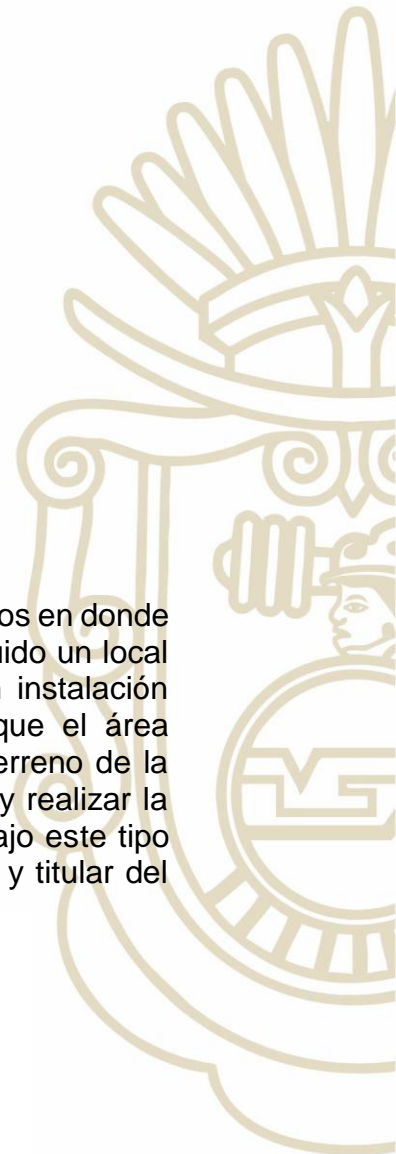 os en donde
uido un local
instalación
que el área
erreno de la
y realizar la
ajo este tipo
y titular del